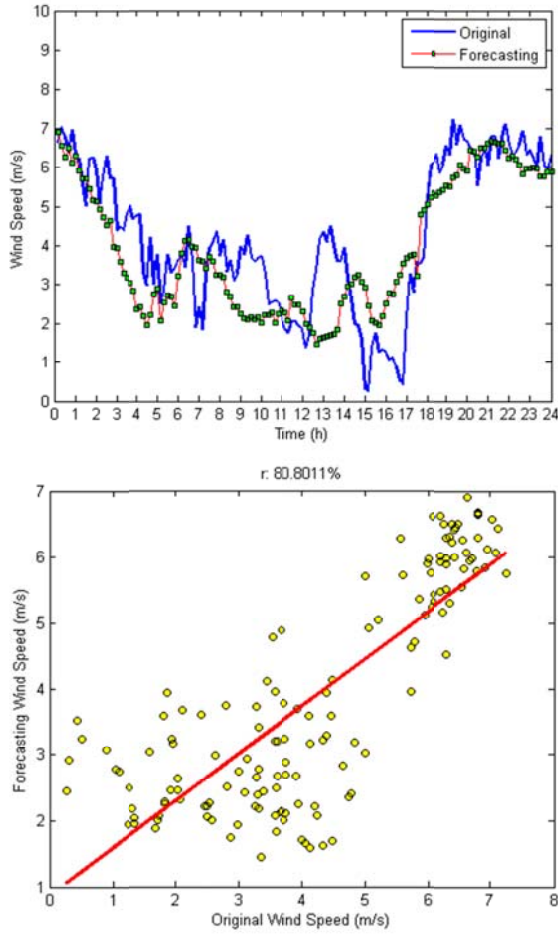 10
9
8
7
6
5
4
3
2
1
0
Wind Speed (m/s)
Original
Forecasting
0 1 2 3 4 5 6 7 8 9 10 11 12 13 14 15 16 17 18 19 20 21 22 23 24
Time (h)
r: 80.8011%
7
6
5
4
3
2
1
Forecasting Wind Speed (m/s)
0 1 2 3 4 5 6 7 8
Original Wind Speed (m/s)